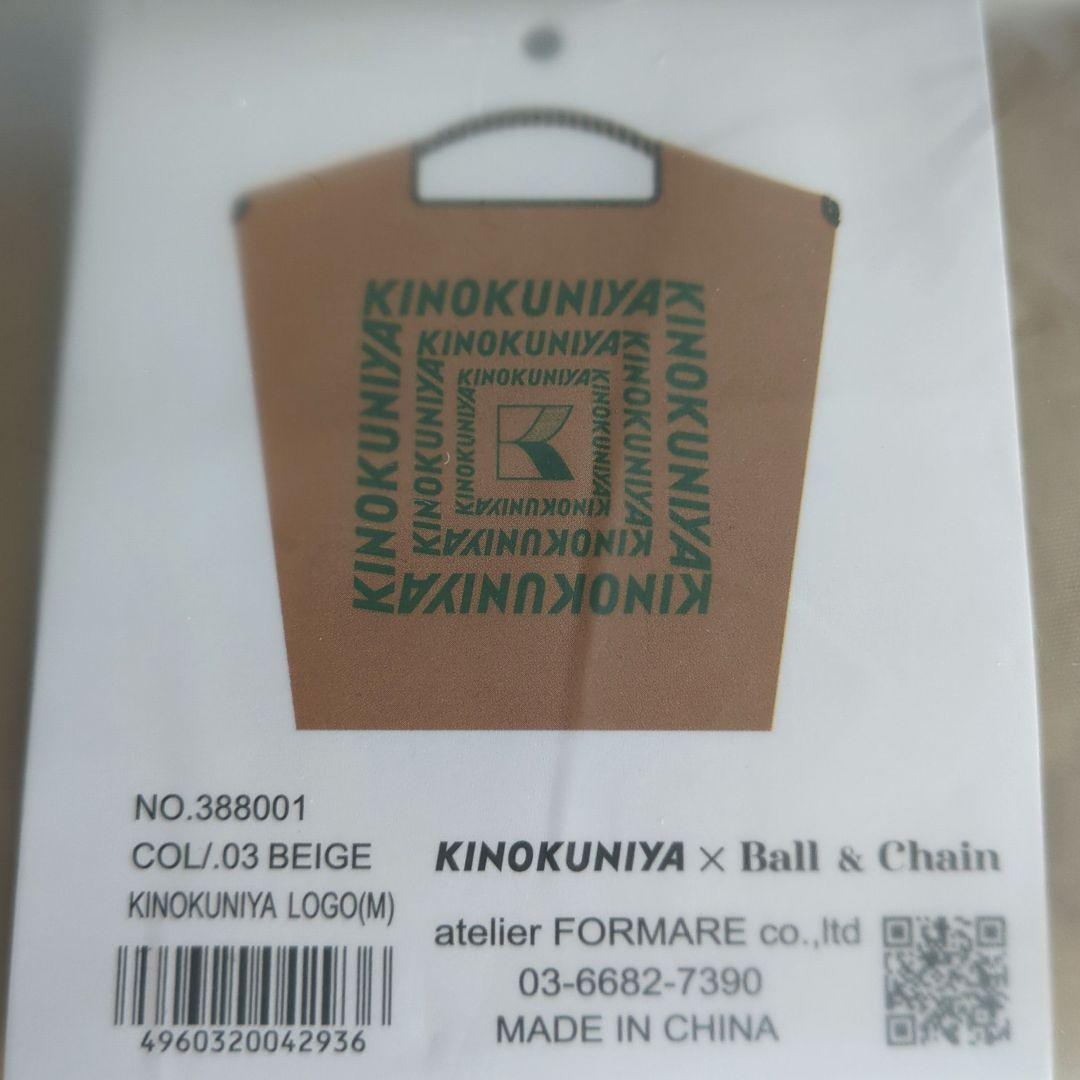 KINOKUNIYA
KINOKUNIYA
KINOKUNIYA
KINOKUNIYA
KINOKUNIYA
KINOKUNIYA
KINOKUNIYA
KINOKUNIYA
KINOKUNIYA
KINOKUNIYA
KINOKUNIYA
KINOKUNIYA
NO.388001
COL/.03 BEIGE
KINOKUNIYA LOGO(M)
4960320042936
KINOKUNIYA × Ball & Chain
atelier FORMARE co.,ltd
03-6682-7390
MADE IN CHINA